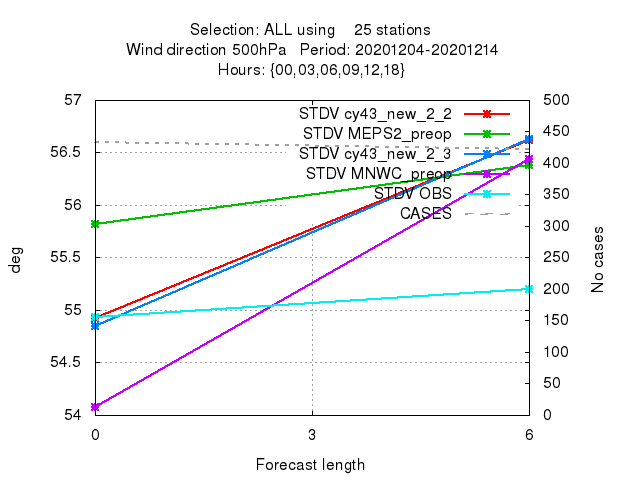 Selection: ALL using 25 stations
Wind direction 500hPa Period: 20201204-20201214
Hours: {00,03,06,09,12,18}
57
56.5
56
55.5
55
54.5
54
deg
STDV cy43_new_2_2
STDV MEPS2_preop
STDV cy43_new_2_3
STDV MNWC_preop
STDV OBS
CASES
500
450
400
350
300
250
200
150
100
50
0
No cases
0 3 6
Forecast length